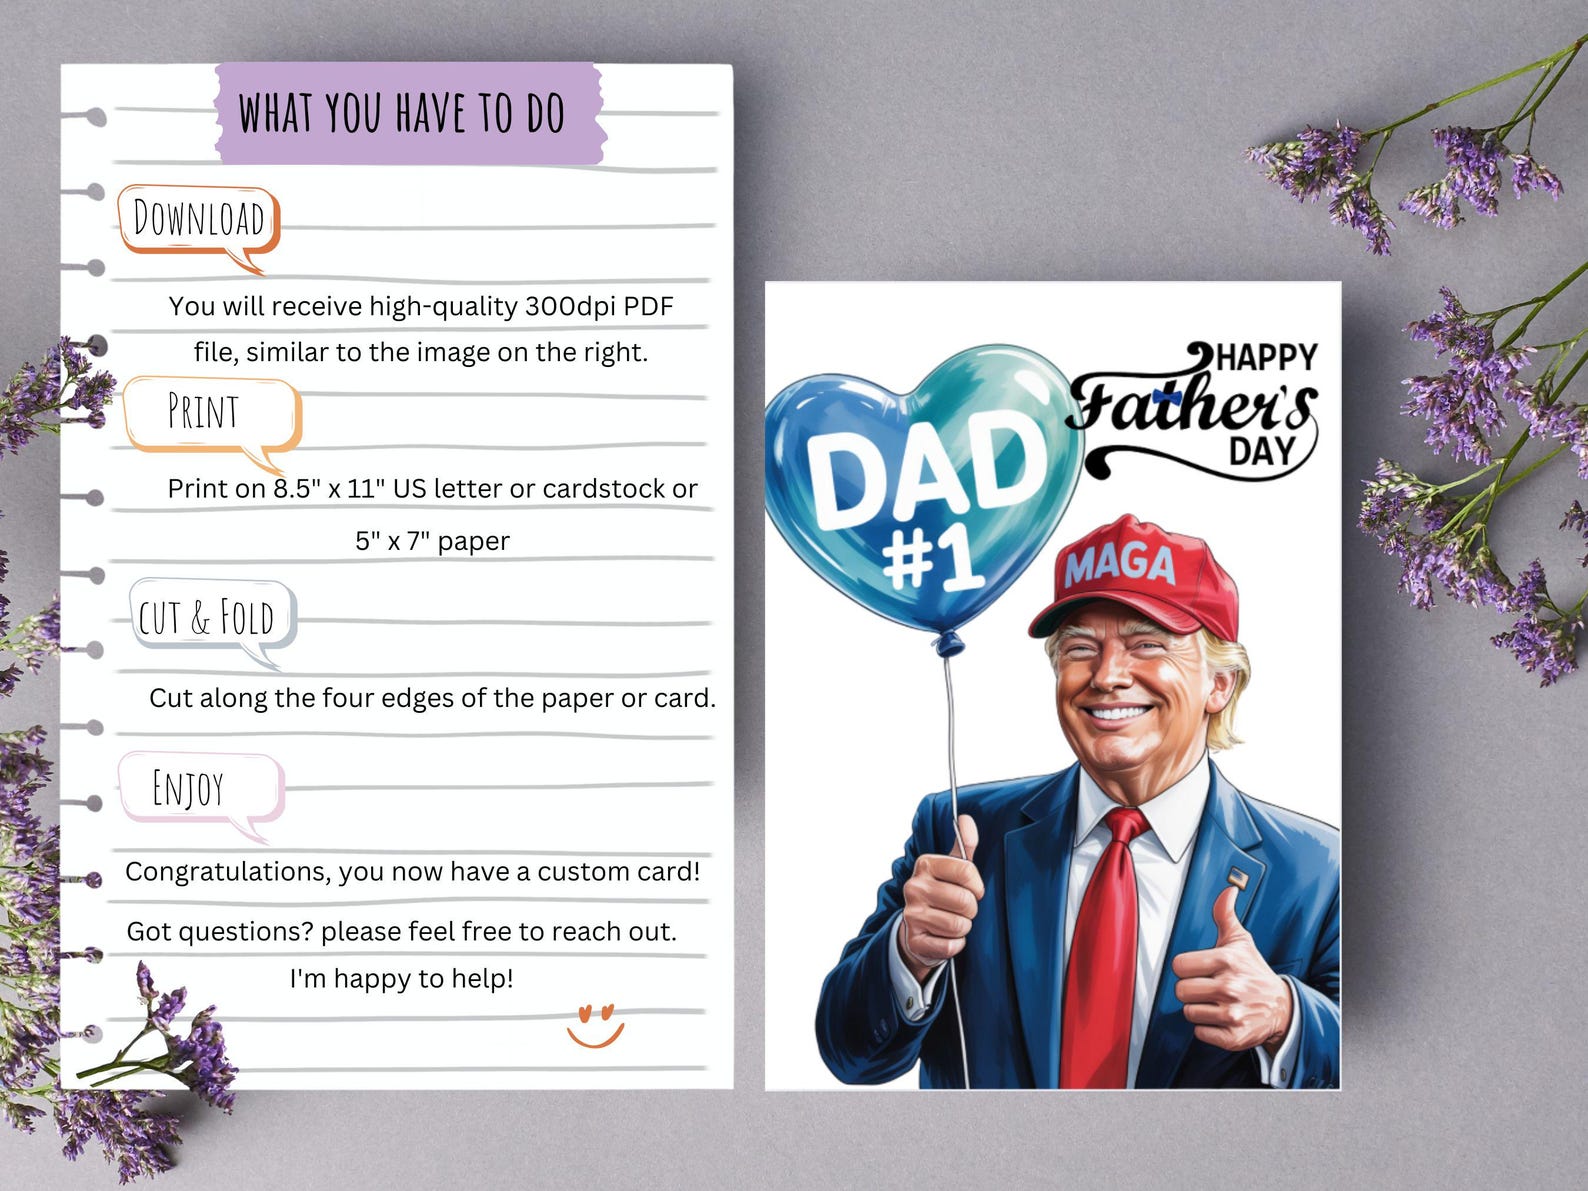 WHAT YOU HAVE TO DO
DOWNLOAD
You will receive high-quality 300dpi PDF
file, similar to the image on the right.
PRINT
Print on 8.5" x 11" US letter or cardstock or
5" x 7" paper
CUT & FOLD
Cut along the four edges of the paper or card.
ENJOY
Congratulations, you now have a custom card!
Got questions? please feel free to reach out.
I'm happy to help!
HAPPY
Father's
DAY
DAD
#1
MAGA